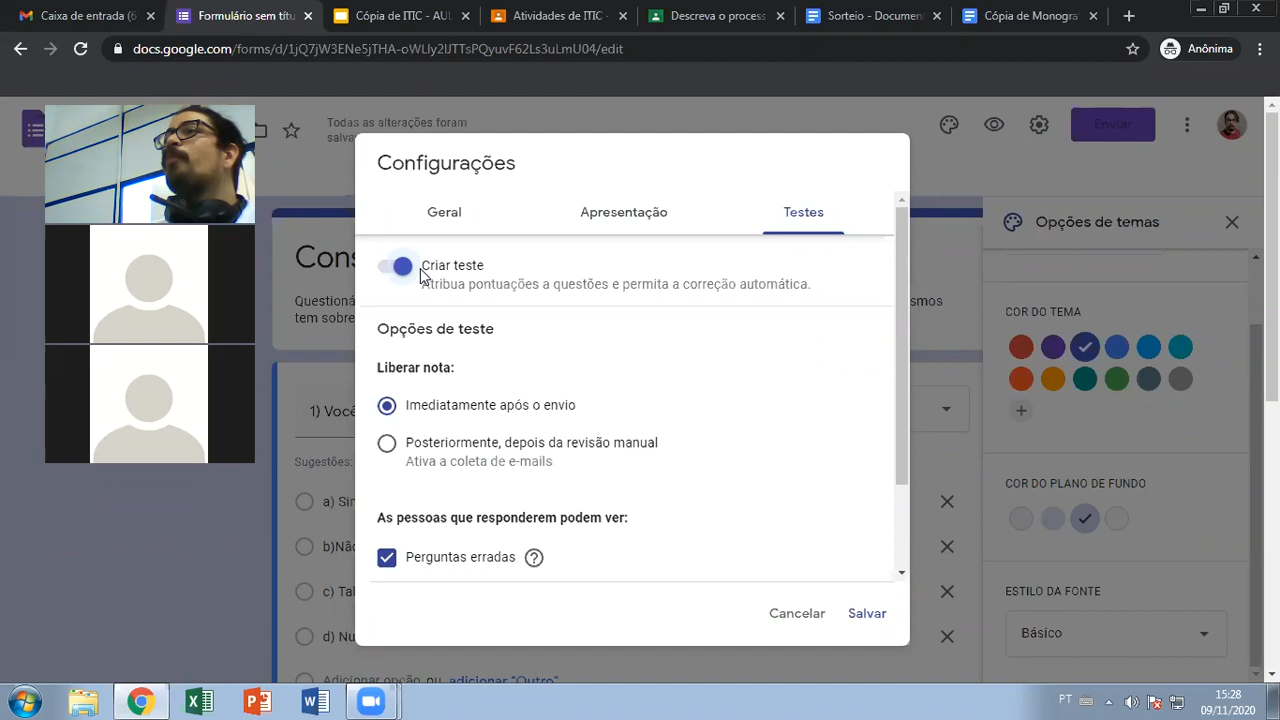 Caixa de entrada (6
Formulário sem títu
Cópia de ITIC - AUL
Atividades de ITIC -
Descreva o process
Sorteio - Document
Cópia de Monogra
docs.google.com/forms/d/1jQ7jW3ENe5jTHA-oWLly2lJTTsPQyuvF62Ls3uLmU04/edit
Anônima
Todas as alterações foram
salva
Enviar
Configurações
Geral
Apresentação
Testes
Criar teste
Atribua pontuações a questões e permita a correção automática.
Opções de teste
Liberar nota:
Imediatamente após o envio
Posteriormente, depois da revisão manual
Ativa a coleta de e-mails
As pessoas que responderem podem ver:
Perguntas erradas
Cancelar
Salvar
Cons
Questioná
tem sobre
smos
1) Você
Sugestões:
a) Sin
b)Não
c) Tal
d) Nu
Adicionar opção ou adicionar "Outro"
Opções de temas
COR DO TEMA
COR DO PLANO DE FUNDO
ESTILO DA FONTE
Básico
PT
15:28
09/11/2020